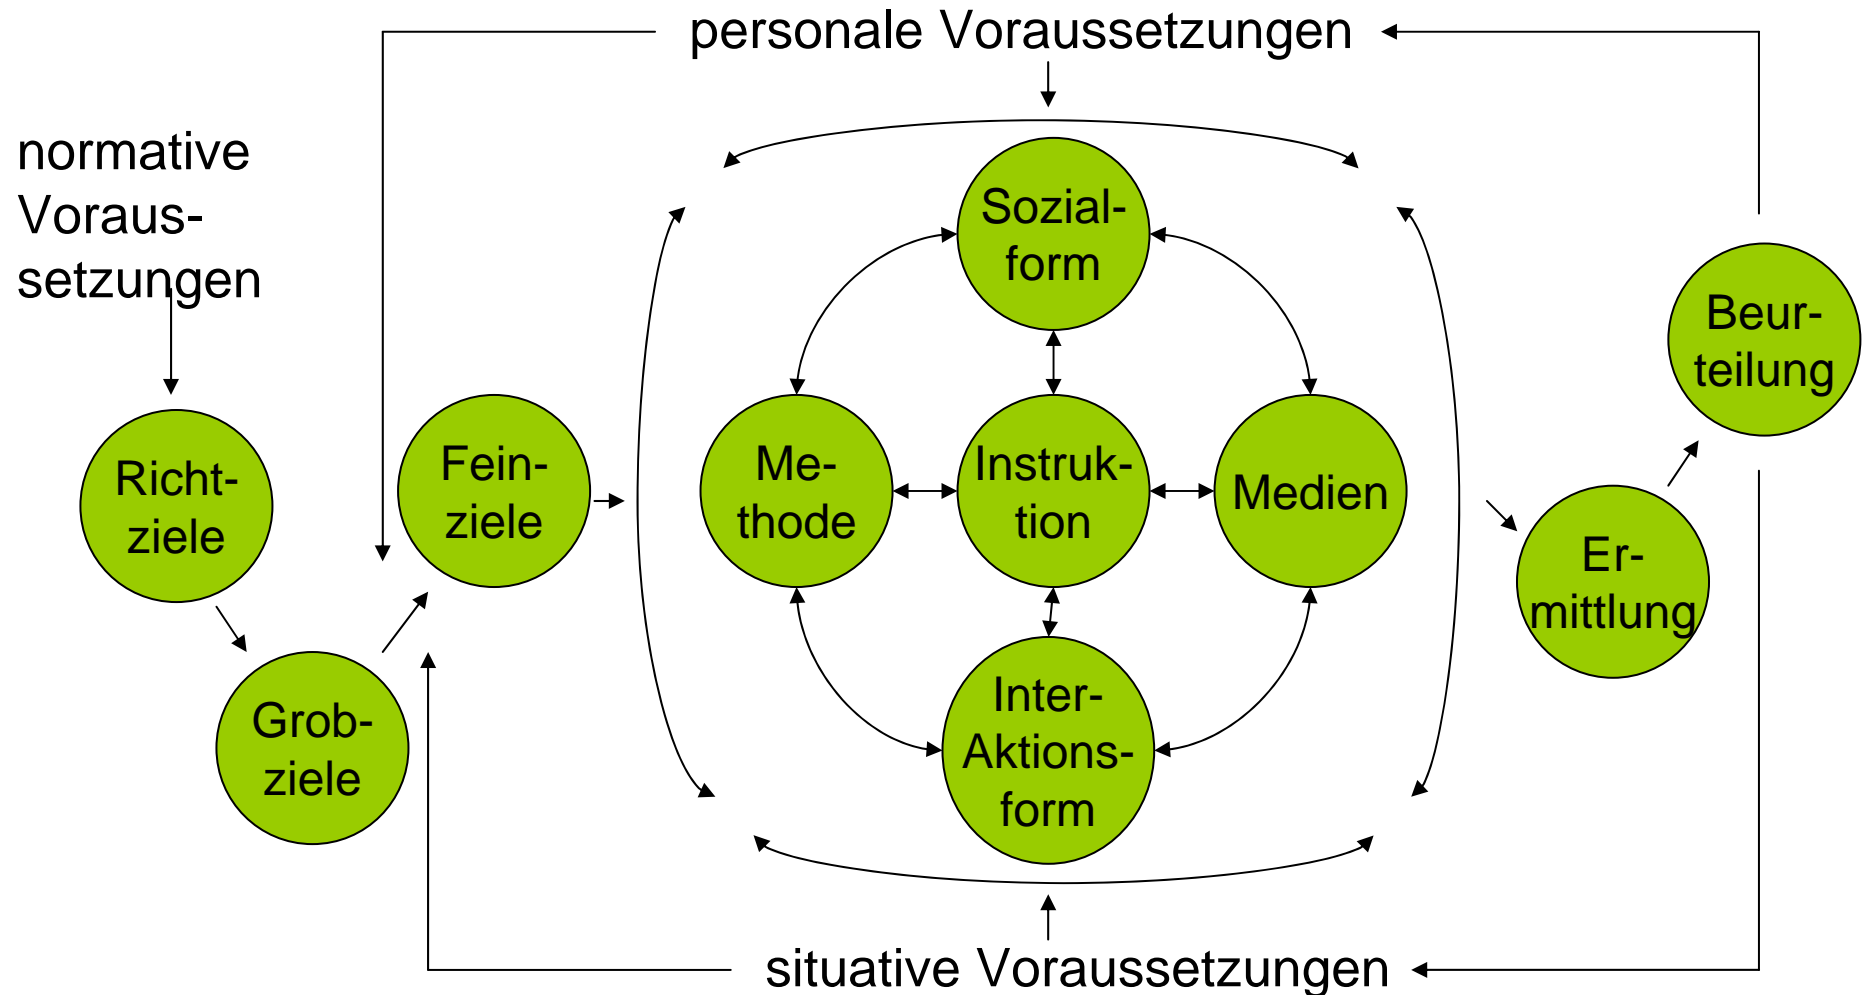 personale Voraussetzungen
normative
Voraus-
setzungen
Richt-
ziele
Grob-
ziele
Fein-
ziele
Sozial-
form
Me-
thode
Instruk-
tion
Medien
Inter-
Aktions-
form
Er-
mittlung
Beur-
teilung
situative Voraussetzungen